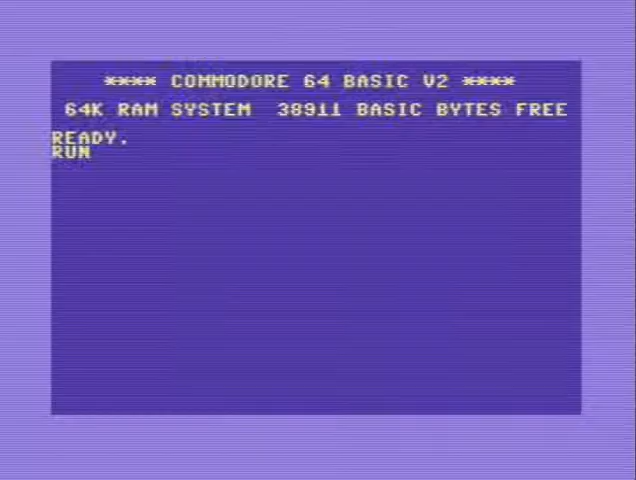 **** COMMODORE 64 BASIC V2 ****
64K RAM SYSTEM  38911 BASIC BYTES FREE
READY.
RUN